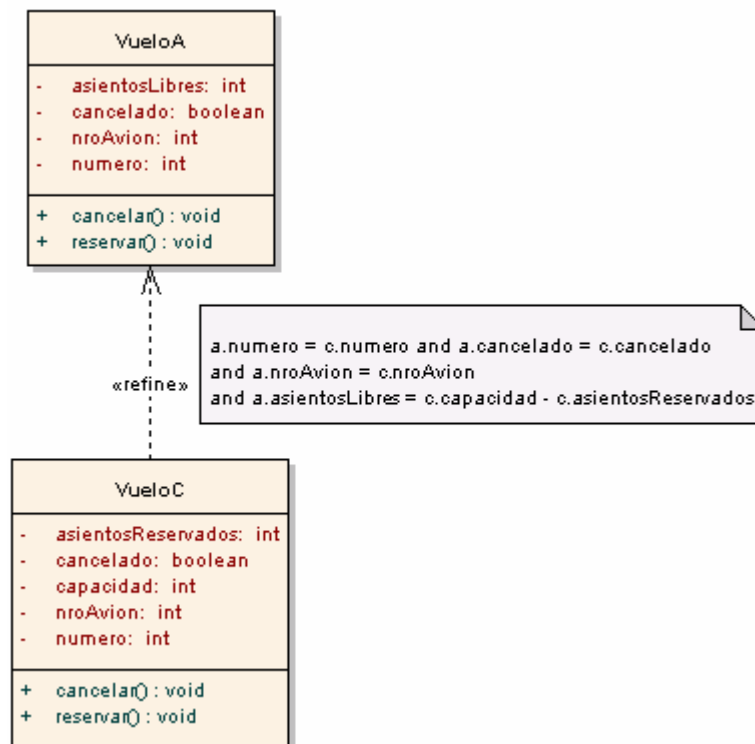 VueloA
- asientosLibres: int
- cancelado: boolean
- nroAvion: int
- numero: int
+ cancelar() : void
+ reservar() : void
a.numero = c.numero and a.cancelado = c.cancelado
and a.nroAvion = c.nroAvion
and a.asientosLibres = c.capacidad - c.asientosReservados
«refine»
VueloC
- asientosReservados: int
- cancelado: boolean
- capacidad: int
- nroAvion: int
- numero: int
+ cancelar() : void
+ reservar() : void